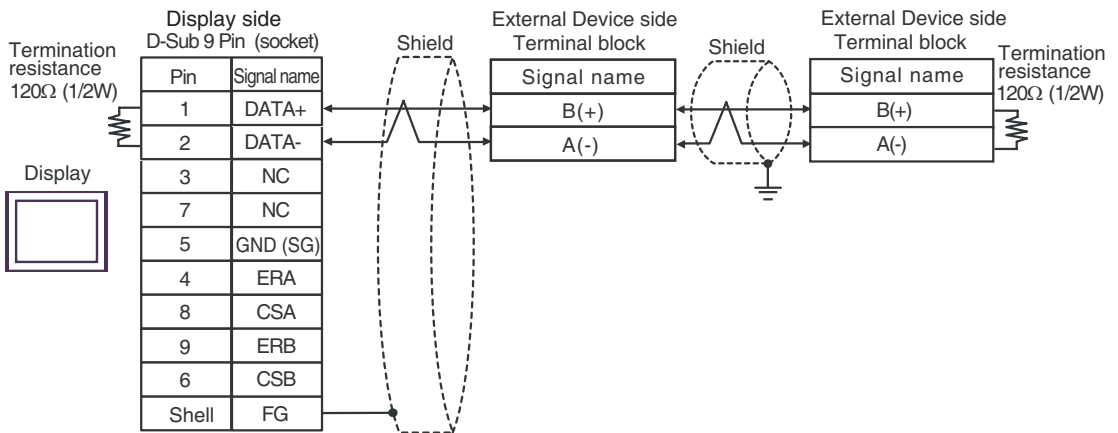 Display side
D-Sub 9 Pin (socket)
Termination
resistance
120Ω (1/2W)
Pin Signal name
1 DATA+
2 DATA-
3 NC
7 NC
5 GND (SG)
4 ERA
8 CSA
9 ERB
6 CSB
Shell FG
Display
Shield
External Device side
Terminal block
Signal name
B(+)
A(-)
Shield
External Device side
Terminal block
Signal name
B(+)
A(-)
Termination
resistance
120Ω (1/2W)